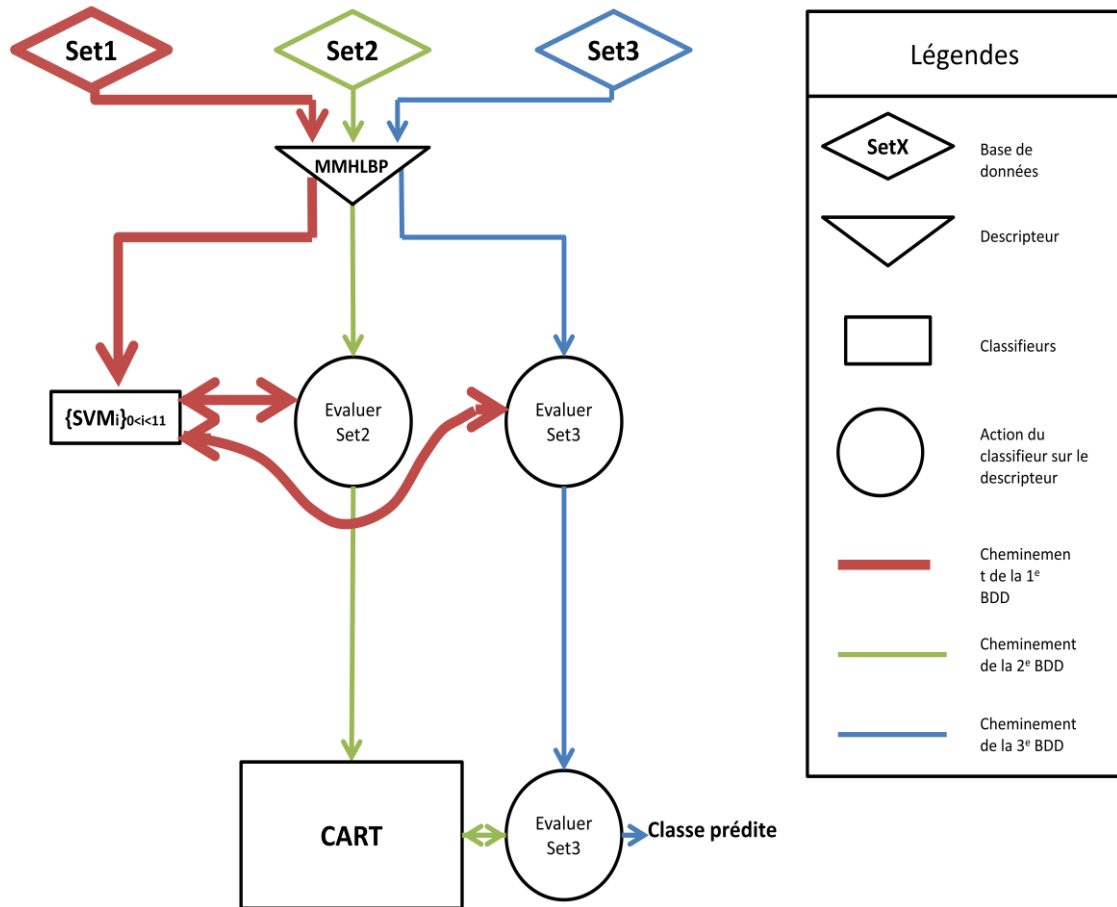 Set1
Set2
Set3
MMHLBP
{SVMi}0<i<11
Evaluer
Set2
Evaluer
Set3
CART
Evaluer
Set3
Classe prédite
Légendes
SetX
Base de
données
Descripteur
Classifieurs
Action du
classifieur sur le
descripteur
Cheminemen
t de la 1e
BDD
Cheminement
de la 2e BDD
Cheminement
de la 3e BDD